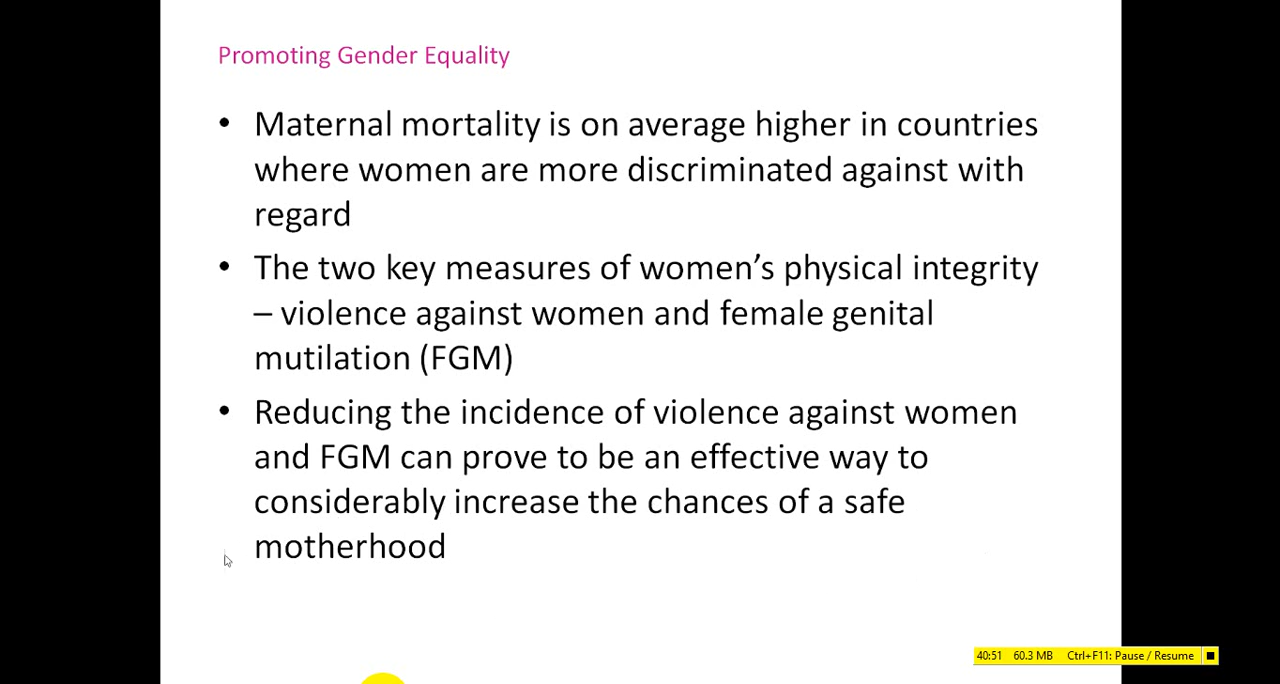 Promoting Gender Equality
• Maternal mortality is on average higher in countries
where women are more discriminated against with
regard
• The two key measures of women’s physical integrity
– violence against women and female genital
mutilation (FGM)
• Reducing the incidence of violence against women
and FGM can prove to be an effective way to
considerably increase the chances of a safe
motherhood
40:51 60.3 MB Ctrl+F11: Pause / Resume